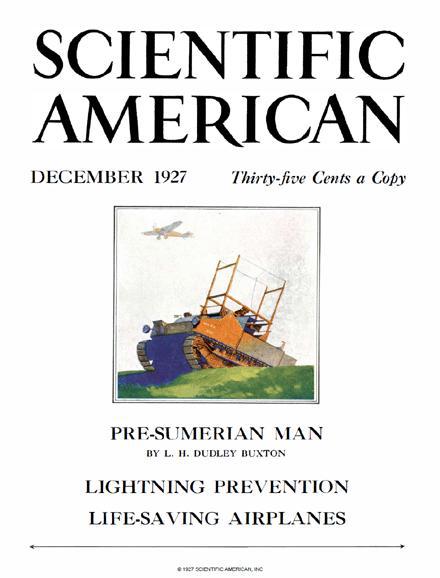 SCIENTIFIC
AMERICAN
DECEMBER 1927 Thirty-five Cents a Copy
PRE-SUMERIAN MAN
BY L. H. DUDLEY BUXTON
LIGHTNING PREVENTION
LIFE-SAVING AIRPLANES
© 1927 SCIENTIFIC AMERICAN, INC